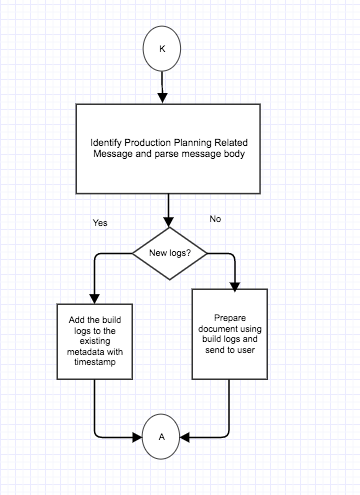 K
Identify Production Planning Related
Message and parse message body
Yes
No
New logs?
Add the build
logs to the
existing
metadata with
timestamp
Prepare
document using
build logs and
send to user
A